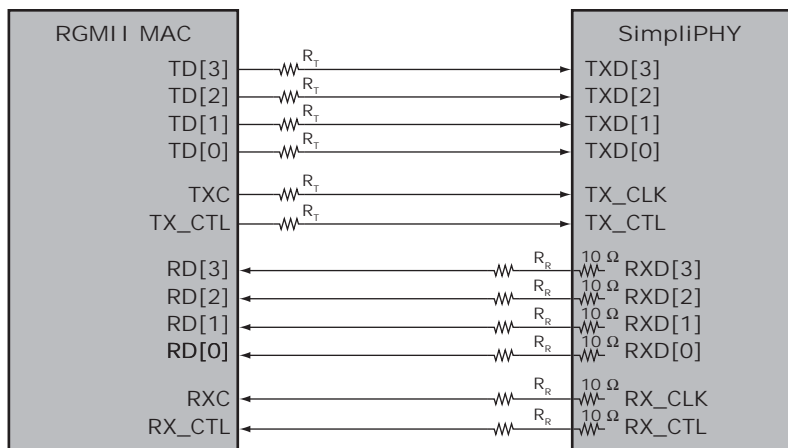 RGMII MAC SimpliPHY
TD[3] R_T TXD[3]
TD[2] R_T TXD[2]
TD[1] R_T TXD[1]
TD[0] R_T TXD[0]
TXC R_T TX_CLK
TX_CTL R_T TX_CTL
RD[3] R_R 10 Ω RXD[3]
RD[2] R_R 10 Ω RXD[2]
RD[1] R_R 10 Ω RXD[1]
RD[0] R_R 10 Ω RXD[0]
RXC R_R 10 Ω RX_CLK
RX_CTL R_R 10 Ω RX_CTL